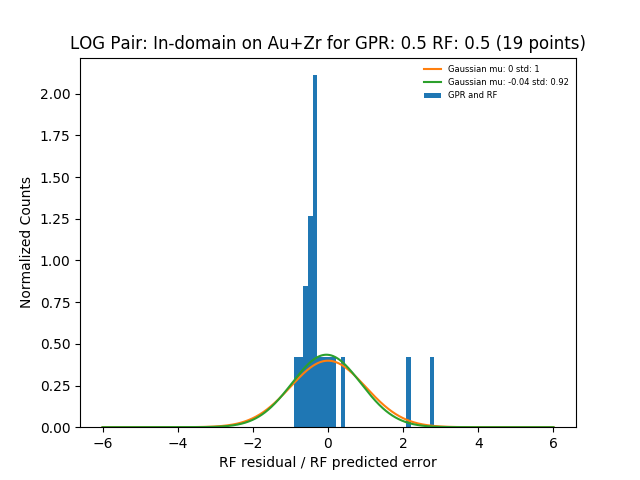 LOG Pair: In-domain on Au+Zr for GPR: 0.5 RF: 0.5 (19 points)
Gaussian mu: 0 std: 1
Gaussian mu: -0.04 std: 0.92
GPR and RF
Normalized Counts
2.00
1.75
1.50
1.25
1.00
0.75
0.50
0.25
0.00
−6 −4 −2 0 2 4 6
RF residual / RF predicted error